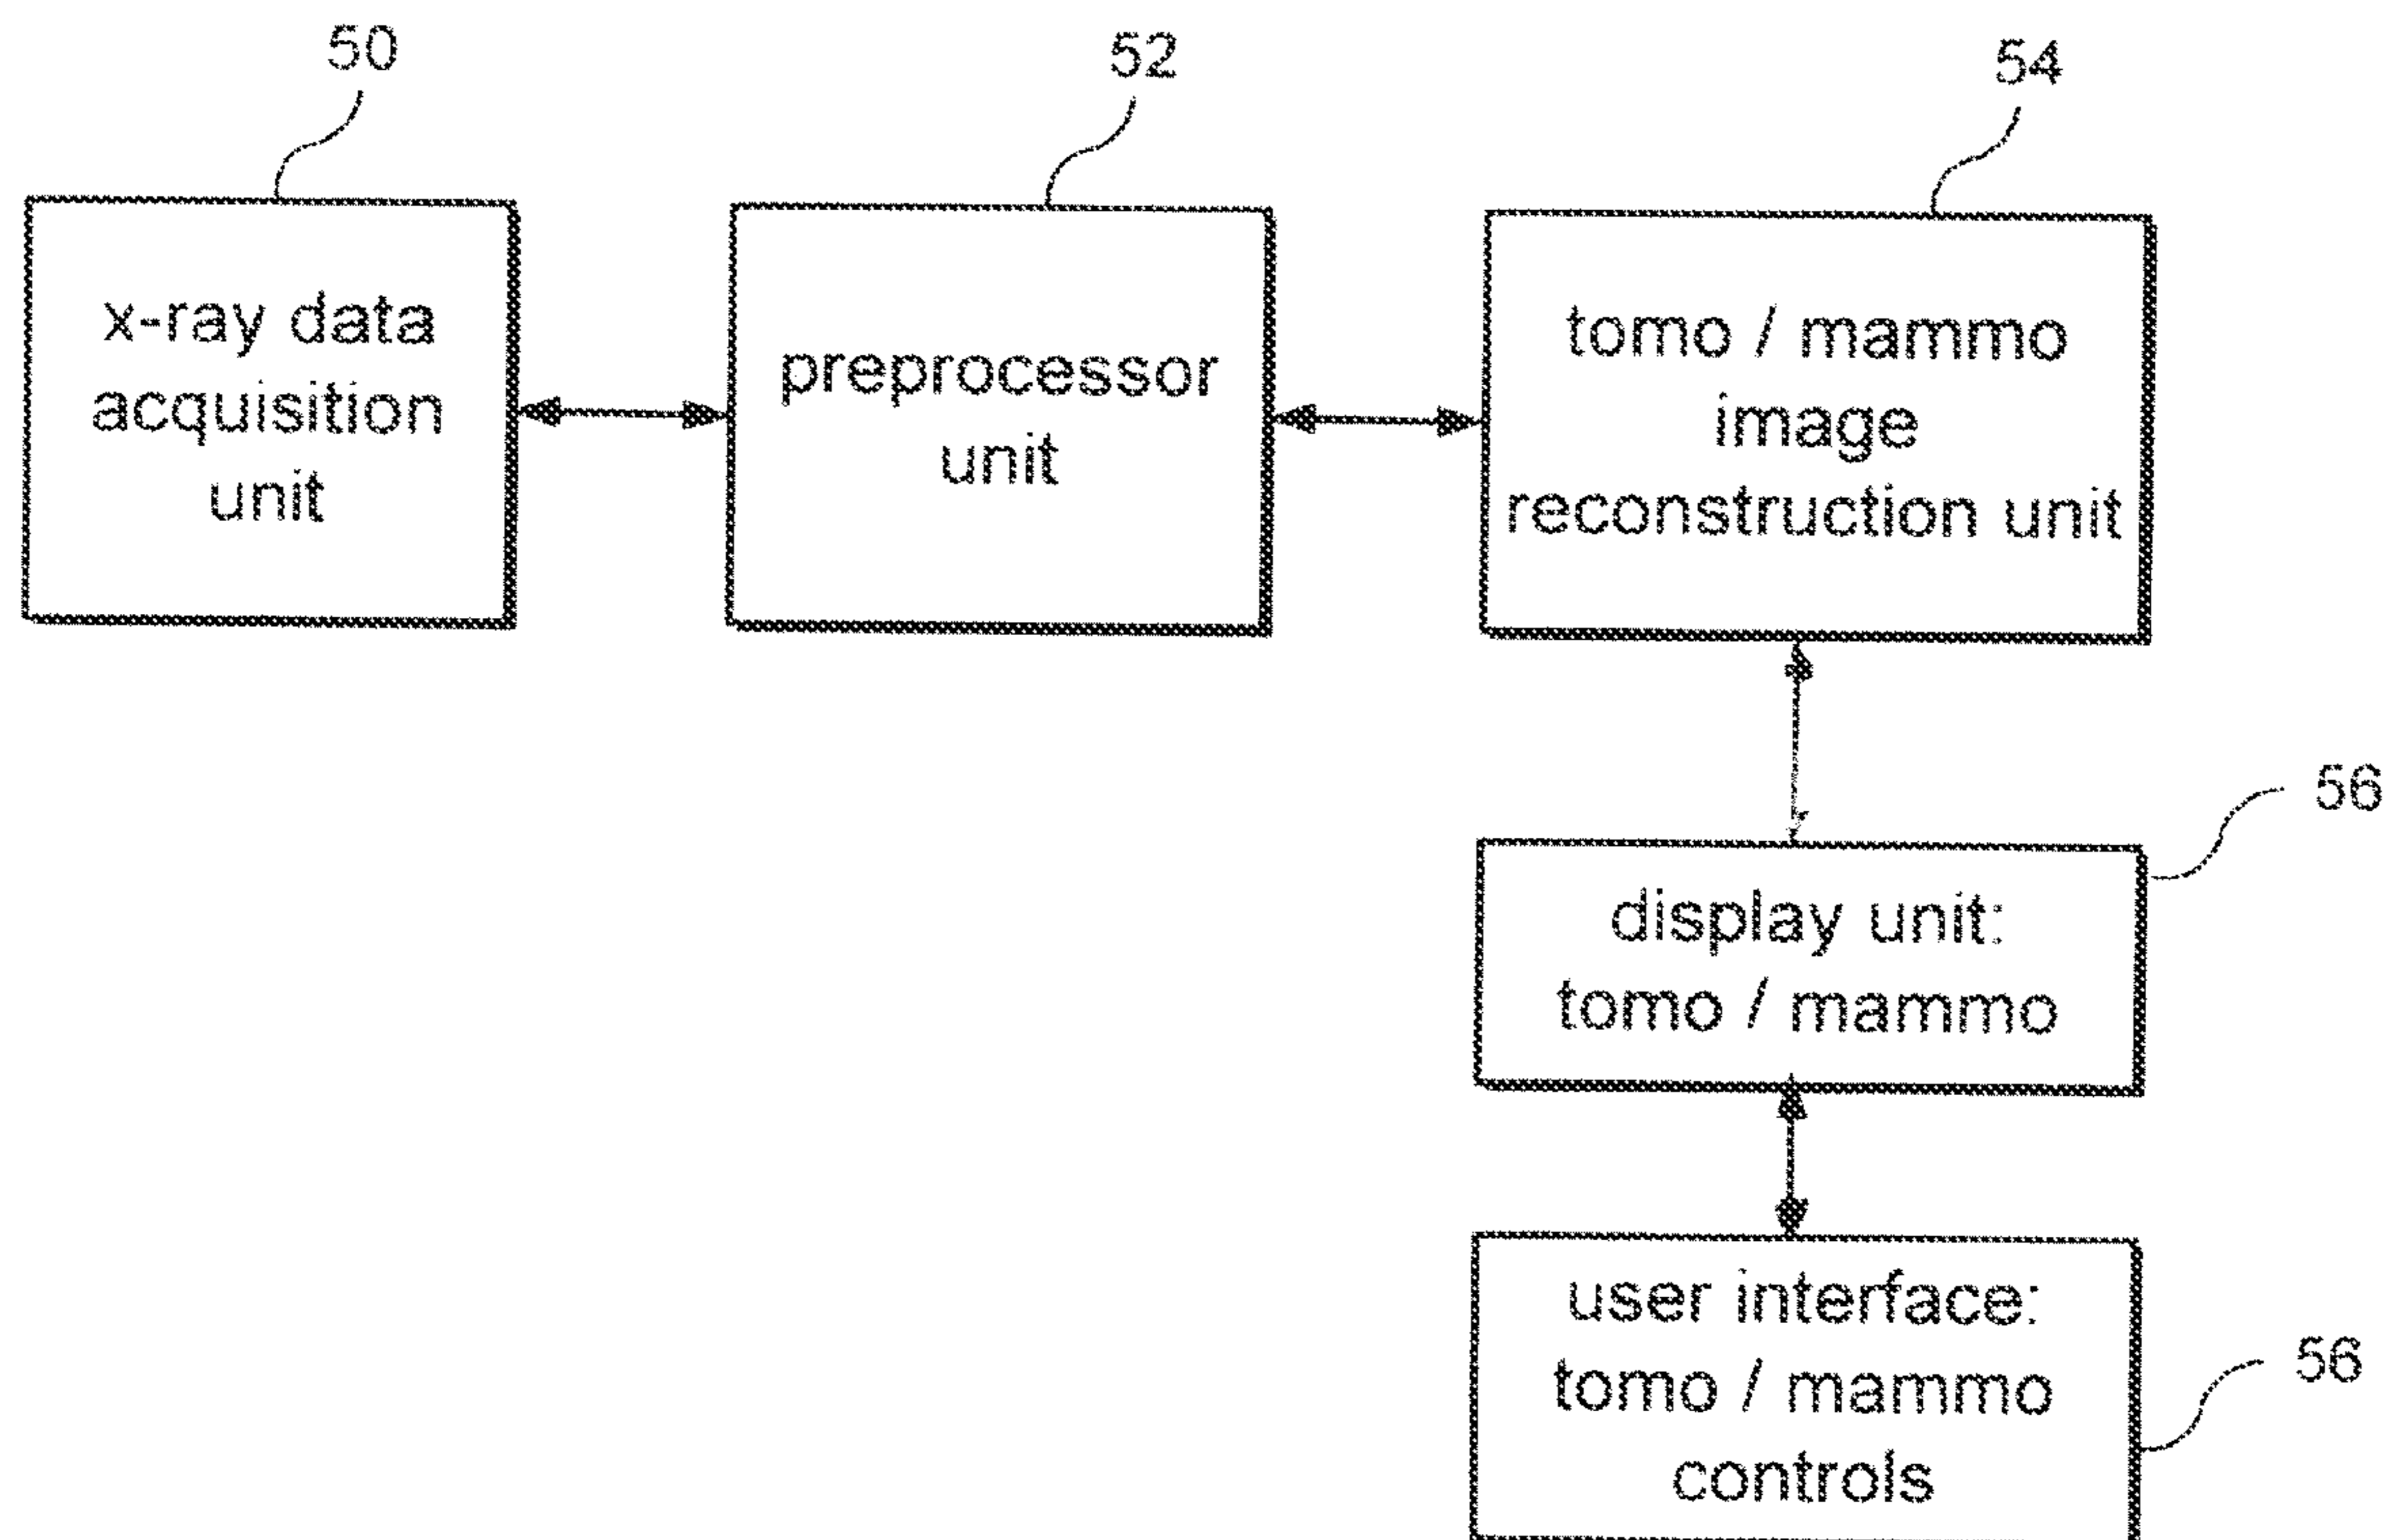 50
52
54
x-ray data
acquisition
unit
preprocessor
unit
tomo / mammo
image
reconstruction unit
56
display unit:
tomo / mammo
user interface:
tomo / mammo
controls
56